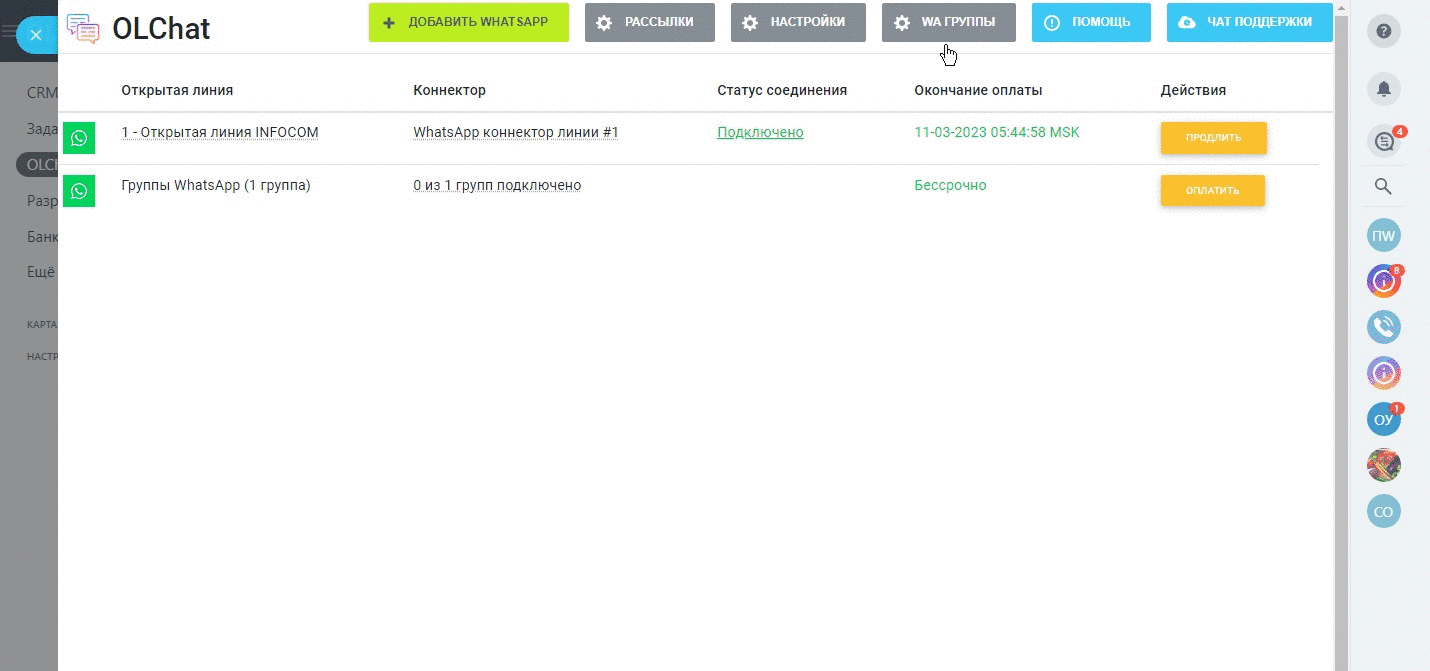 OLChat
ДОБАВИТЬ WHATSAPP
РАССЫЛКИ
НАСТРОЙКИ
WA ГРУППЫ
ПОМОЩЬ
ЧАТ ПОДДЕРЖКИ
Открытая линия Коннектор Статус соединения Окончание оплаты Действия
1 - Открытая линия INFOCOM WhatsApp коннектор линии #1 Подключено 11-03-2023 05:44:58 MSK ПРОДЛИТЬ
Группы WhatsApp (1 группа) 0 из 1 групп подключено Бессрочно ОПЛАТИТЬ
CRM
Зада
OLCH
Разр
Банк
Ещё
КАРТА
НАСТР
?
4
ПW
6
1
ОУ
СО